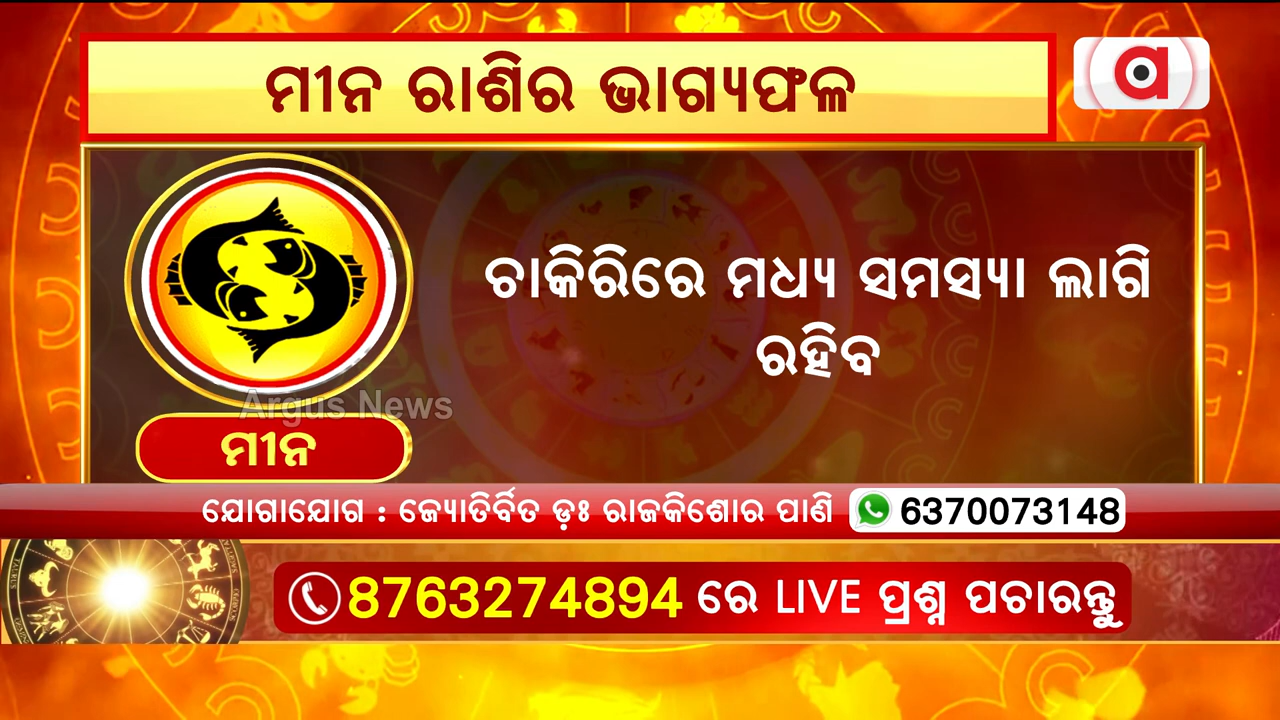 ମୀନ ରାଶିର ଭାଗ୍ୟଫଳ
a
ଚାକିରିରେ ମଧ୍ୟ ସମସ୍ୟା ଲାଗି
ରହିବ
Argus News
ମୀନ
ଯୋଗାଯୋଗ : ଜ୍ୟୋତିର୍ବିତ ଡ଼ଃ ରାଜକିଶୋର ପାଣି 6370073148
8763274894 ରେ LIVE ପ୍ରଶ୍ନ ପଚାରନ୍ତୁ